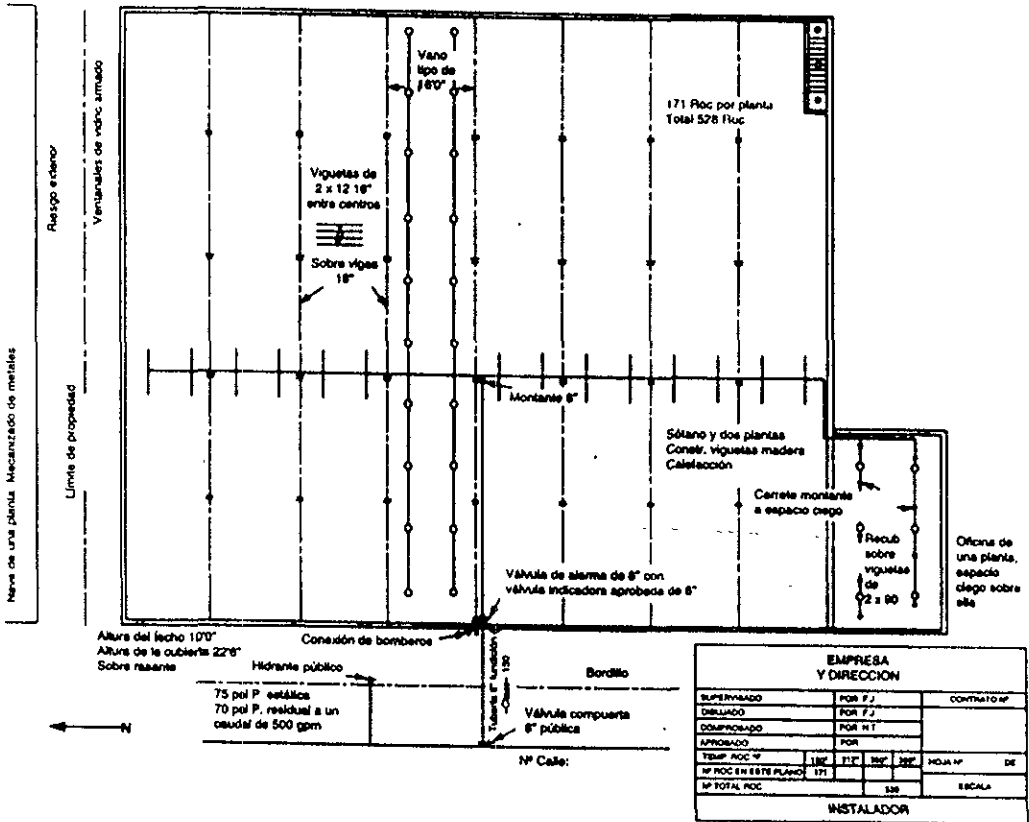 Vano
tipo de
16'0"
171 Roc por planta
Total 528 Roc
Riesgo exterior
Ventanales de vidrio armado
Viguetas de
2 x 12 16"
entre centros
Sobre vigas
18"
Nave de una planta Mecanizado de metales
Límite de propiedad
Montante 6"
Sótano y dos plantas
Constr. viguetas madera
Calefacción
Carrete montante
a espacio ciego
Recub
sobre
viguetas
de
2 x 90
Oficina de
una planta,
espacio
ciego sobre
ella
Válvula de alarma de 6" con
válvula indicadora aprobada de 6"
Altura del techo 10'0"
Altura de la cubierta 22'6"
Sobre rasante
Conexión de bomberos
Hidrante público
Bordillo
75 psi P. estática
70 psi P. residual a un
caudal de 500 gpm
Tubería 6" fundición
Válvula compuerta
6" pública
N
Nº Calle:
EMPRESA
Y DIRECCION
SUPERVISADO POR F.J. CONTRATO Nº
DIBUJADO POR F.J.
COMPROBADO POR H.T.
APROBADO POR
TEMP ROC ºF 212º HOJA Nº DE
Nº ROC EN ESTE PLANO 171
Nº TOTAL ROC ESCALA
INSTALADOR